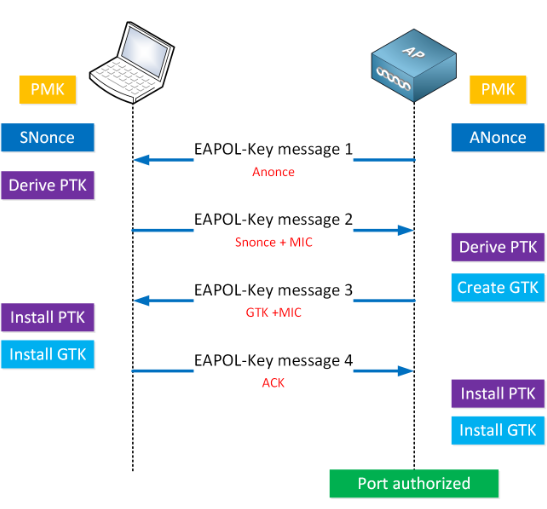 AP
PMK
PMK
SNonce
ANonce
EAPOL-Key message 1
Anonce
Derive PTK
EAPOL-Key message 2
Snonce + MIC
Derive PTK
EAPOL-Key message 3
Create GTK
GTK +MIC
Install PTK
Install GTK
EAPOL-Key message 4
ACK
Install PTK
Install GTK
Port authorized